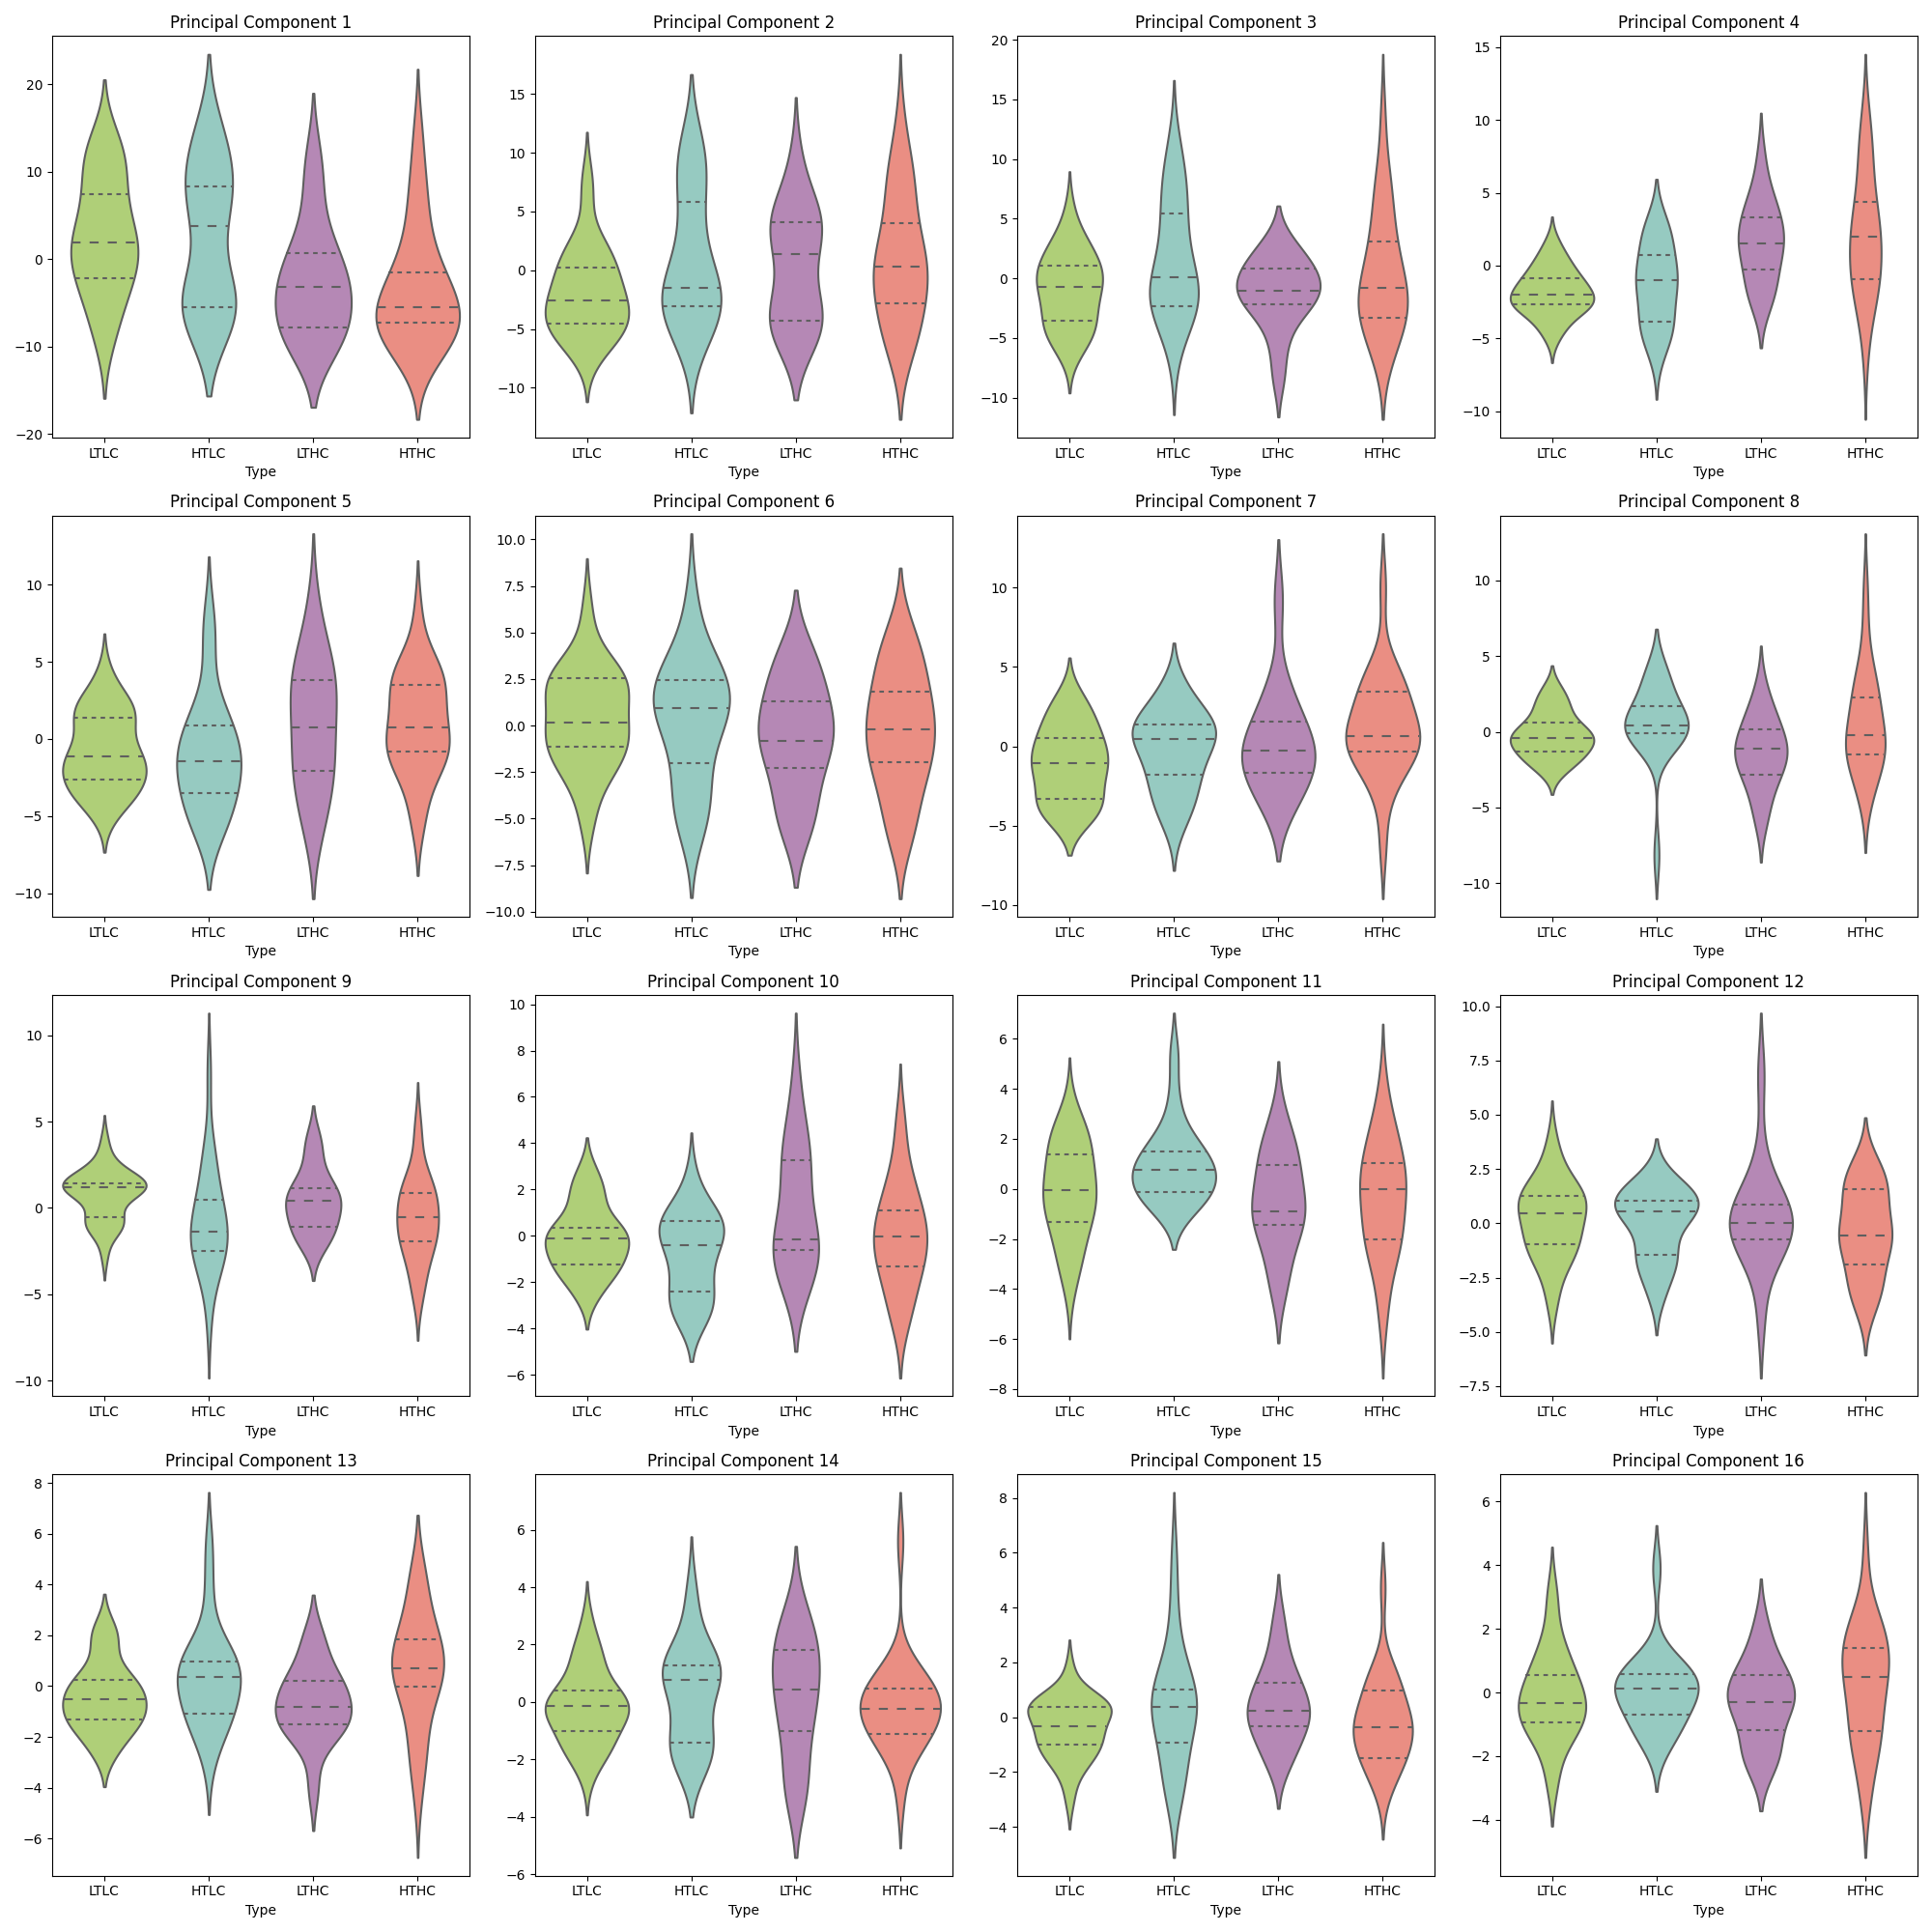 Principal Component 1
20
10
0
−10
−20
LTLC HTLC LTHC HTHC
Type
Principal Component 2
15
10
5
0
−5
−10
LTLC HTLC LTHC HTHC
Type
Principal Component 3
20
15
10
5
0
−5
−10
LTLC HTLC LTHC HTHC
Type
Principal Component 4
15
10
5
0
−5
−10
LTLC HTLC LTHC HTHC
Type
Principal Component 5
10
5
0
−5
−10
LTLC HTLC LTHC HTHC
Type
Principal Component 6
10.0
7.5
5.0
2.5
0.0
−2.5
−5.0
−7.5
−10.0
LTLC HTLC LTHC HTHC
Type
Principal Component 7
10
5
0
−5
−10
LTLC HTLC LTHC HTHC
Type
Principal Component 8
10
5
0
−5
−10
LTLC HTLC LTHC HTHC
Type
Principal Component 9
10
5
0
−5
−10
LTLC HTLC LTHC HTHC
Type
Principal Component 10
10
8
6
4
2
0
−2
−4
−6
LTLC HTLC LTHC HTHC
Type
Principal Component 11
6
4
2
0
−2
−4
−6
−8
LTLC HTLC LTHC HTHC
Type
Principal Component 12
10.0
7.5
5.0
2.5
0.0
−2.5
−5.0
−7.5
LTLC HTLC LTHC HTHC
Type
Principal Component 13
8
6
4
2
0
−2
−4
−6
LTLC HTLC LTHC HTHC
Type
Principal Component 14
6
4
2
0
−2
−4
−6
LTLC HTLC LTHC HTHC
Type
Principal Component 15
8
6
4
2
0
−2
−4
LTLC HTLC LTHC HTHC
Type
Principal Component 16
6
4
2
0
−2
−4
LTLC HTLC LTHC HTHC
Type